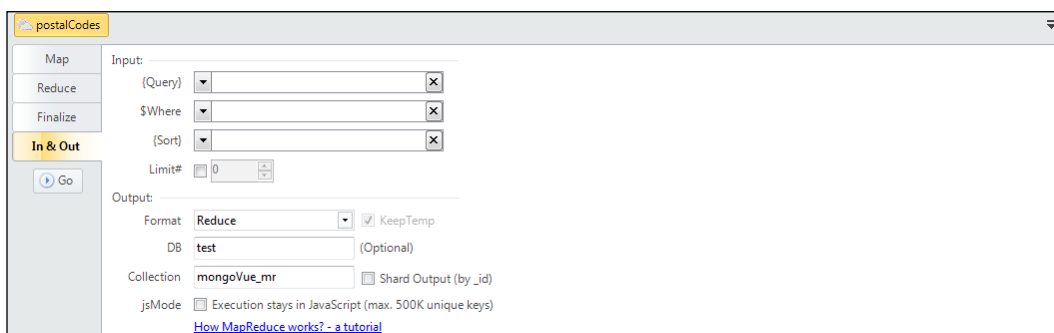 postalCodes
Map
Reduce
Finalize
In & Out
Go
Input:
{Query}
$Where
{Sort}
Limit# 0
Output:
Format Reduce KeepTemp
DB test (Optional)
Collection mongoVue_mr Shard Output (by _id)
jsMode Execution stays in JavaScript (max. 500K unique keys)
How MapReduce works? - a tutorial